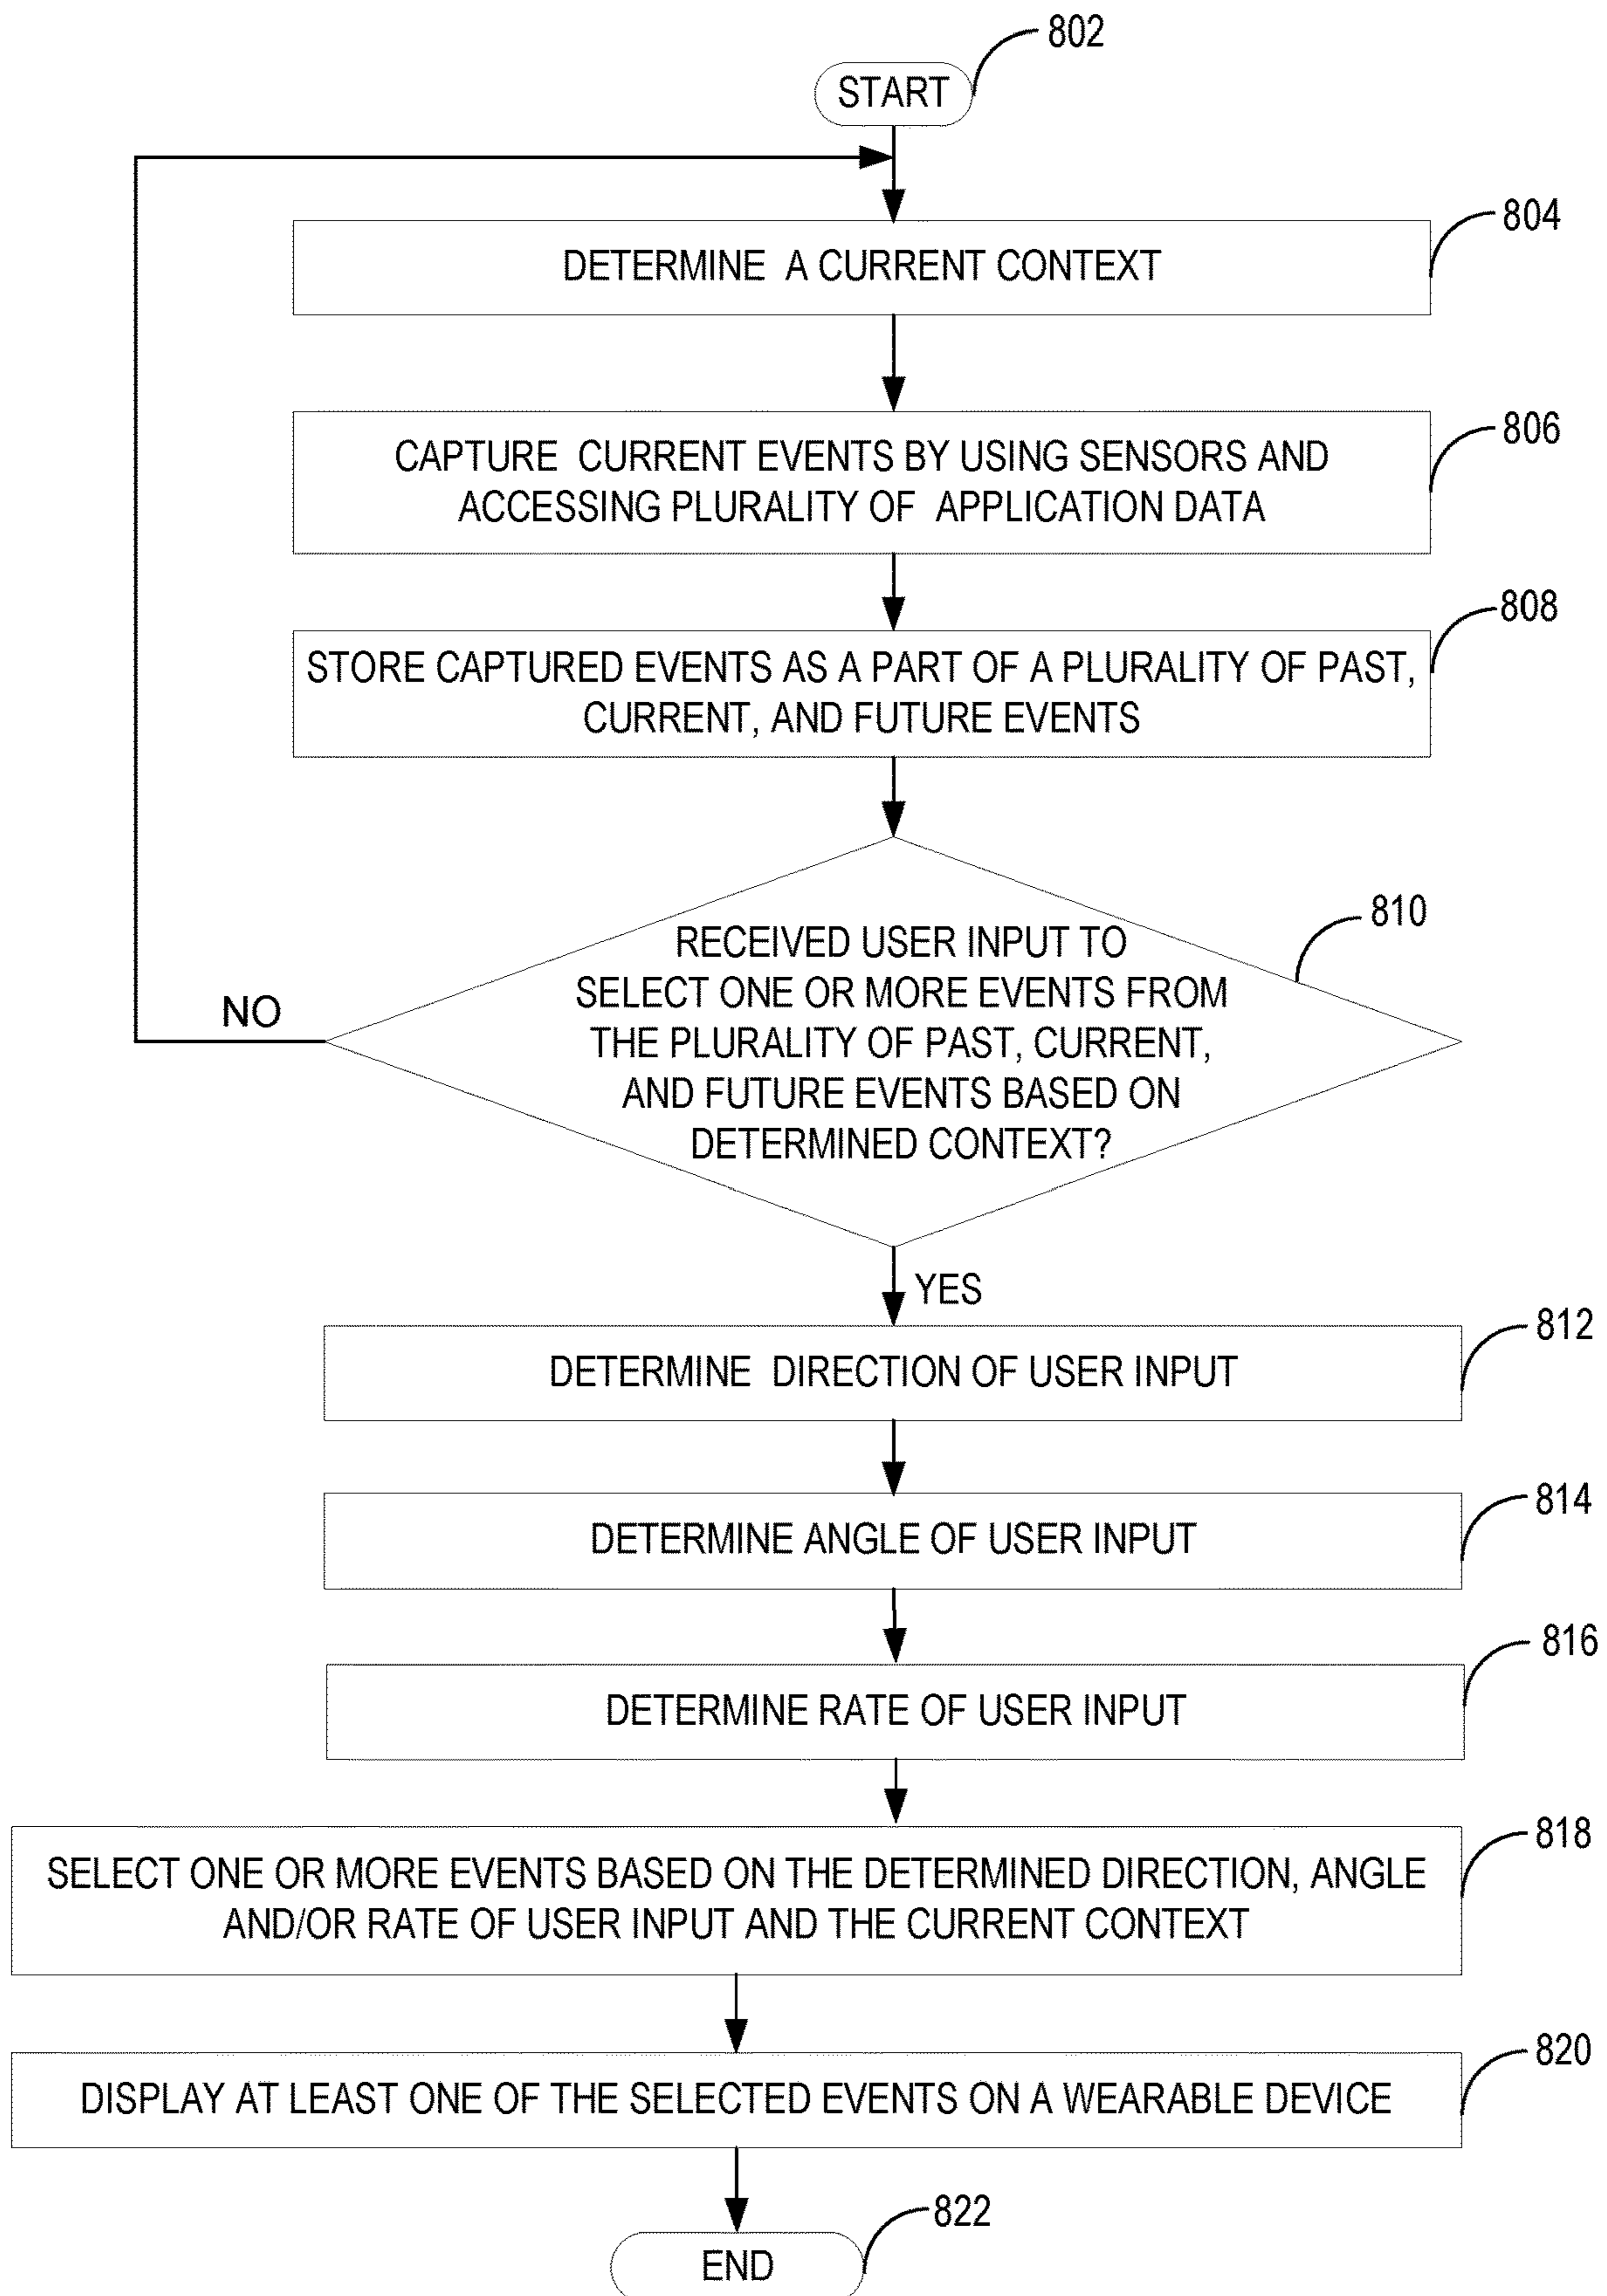 802
START
804
DETERMINE A CURRENT CONTEXT
806
CAPTURE CURRENT EVENTS BY USING SENSORS AND
ACCESSING PLURALITY OF APPLICATION DATA
808
STORE CAPTURED EVENTS AS A PART OF A PLURALITY OF PAST,
CURRENT, AND FUTURE EVENTS
810
RECEIVED USER INPUT TO
SELECT ONE OR MORE EVENTS FROM
THE PLURALITY OF PAST, CURRENT,
AND FUTURE EVENTS BASED ON
DETERMINED CONTEXT?
NO
YES
812
DETERMINE DIRECTION OF USER INPUT
814
DETERMINE ANGLE OF USER INPUT
816
DETERMINE RATE OF USER INPUT
818
SELECT ONE OR MORE EVENTS BASED ON THE DETERMINED DIRECTION, ANGLE
AND/OR RATE OF USER INPUT AND THE CURRENT CONTEXT
820
DISPLAY AT LEAST ONE OF THE SELECTED EVENTS ON A WEARABLE DEVICE
822
END